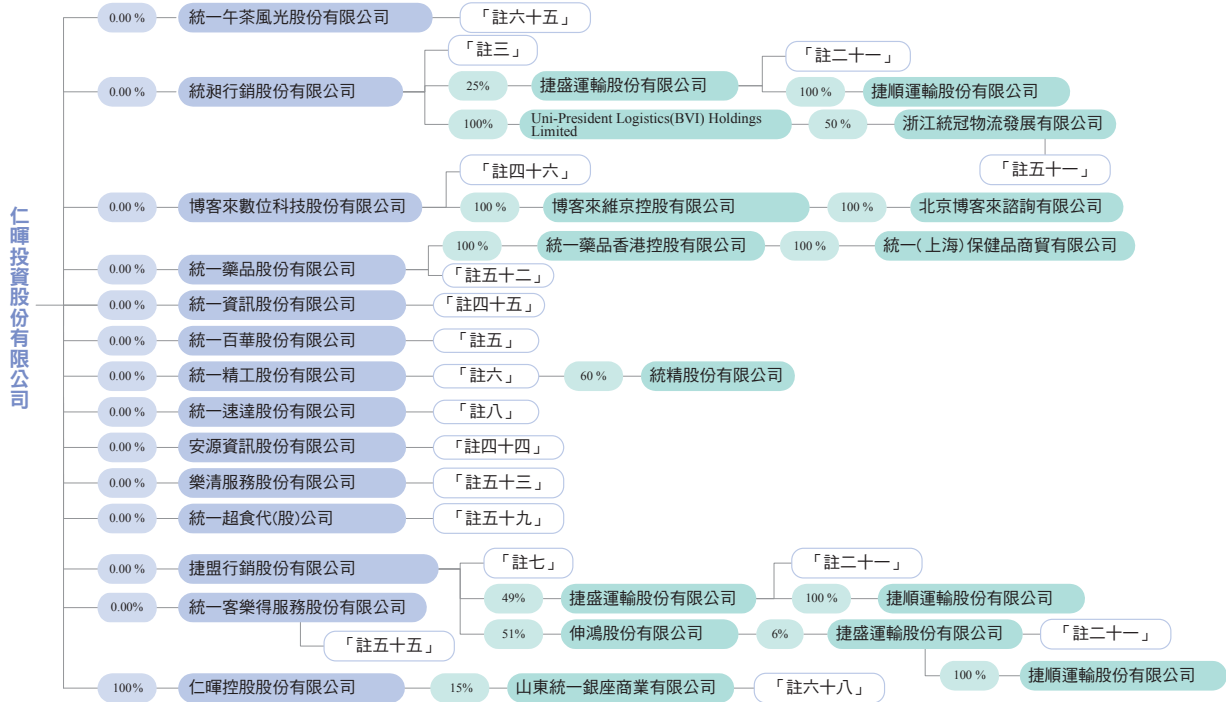 仁暉投資股份有限公司
0.00 %
統一午茶風光股份有限公司
「註六十五」
0.00 %
統昶行銷股份有限公司
「註三」
25%
捷盛運輸股份有限公司
「註二十一」
100 %
捷順運輸股份有限公司
100%
Uni-President Logistics(BVI) Holdings
Limited
50 %
浙江統冠物流發展有限公司
「註五十一」
0.00 %
博客來數位科技股份有限公司
「註四十六」
100 %
博客來維京控股有限公司
100 %
北京博客來諮詢有限公司
0.00 %
統一藥品股份有限公司
100 %
統一藥品香港控股有限公司
100 %
統一(上海)保健品商貿有限公司
「註五十二」
0.00 %
統一資訊股份有限公司
「註四十五」
0.00 %
統一百華股份有限公司
「註五」
0.00 %
統一精工股份有限公司
「註六」
60 %
統精股份有限公司
0.00 %
統一速達股份有限公司
「註八」
0.00 %
安源資訊股份有限公司
「註四十四」
0.00 %
樂清服務股份有限公司
「註五十三」
0.00 %
統一超食代(股)公司
「註五十九」
0.00 %
捷盟行銷股份有限公司
「註七」
49%
捷盛運輸股份有限公司
「註二十一」
100 %
捷順運輸股份有限公司
51%
伸鴻股份有限公司
6%
捷盛運輸股份有限公司
「註二十一」
100 %
捷順運輸股份有限公司
0.00%
統一客樂得服務股份有限公司
「註五十五」
100%
仁暉控股股份有限公司
15%
山東統一銀座商業有限公司
「註六十八」